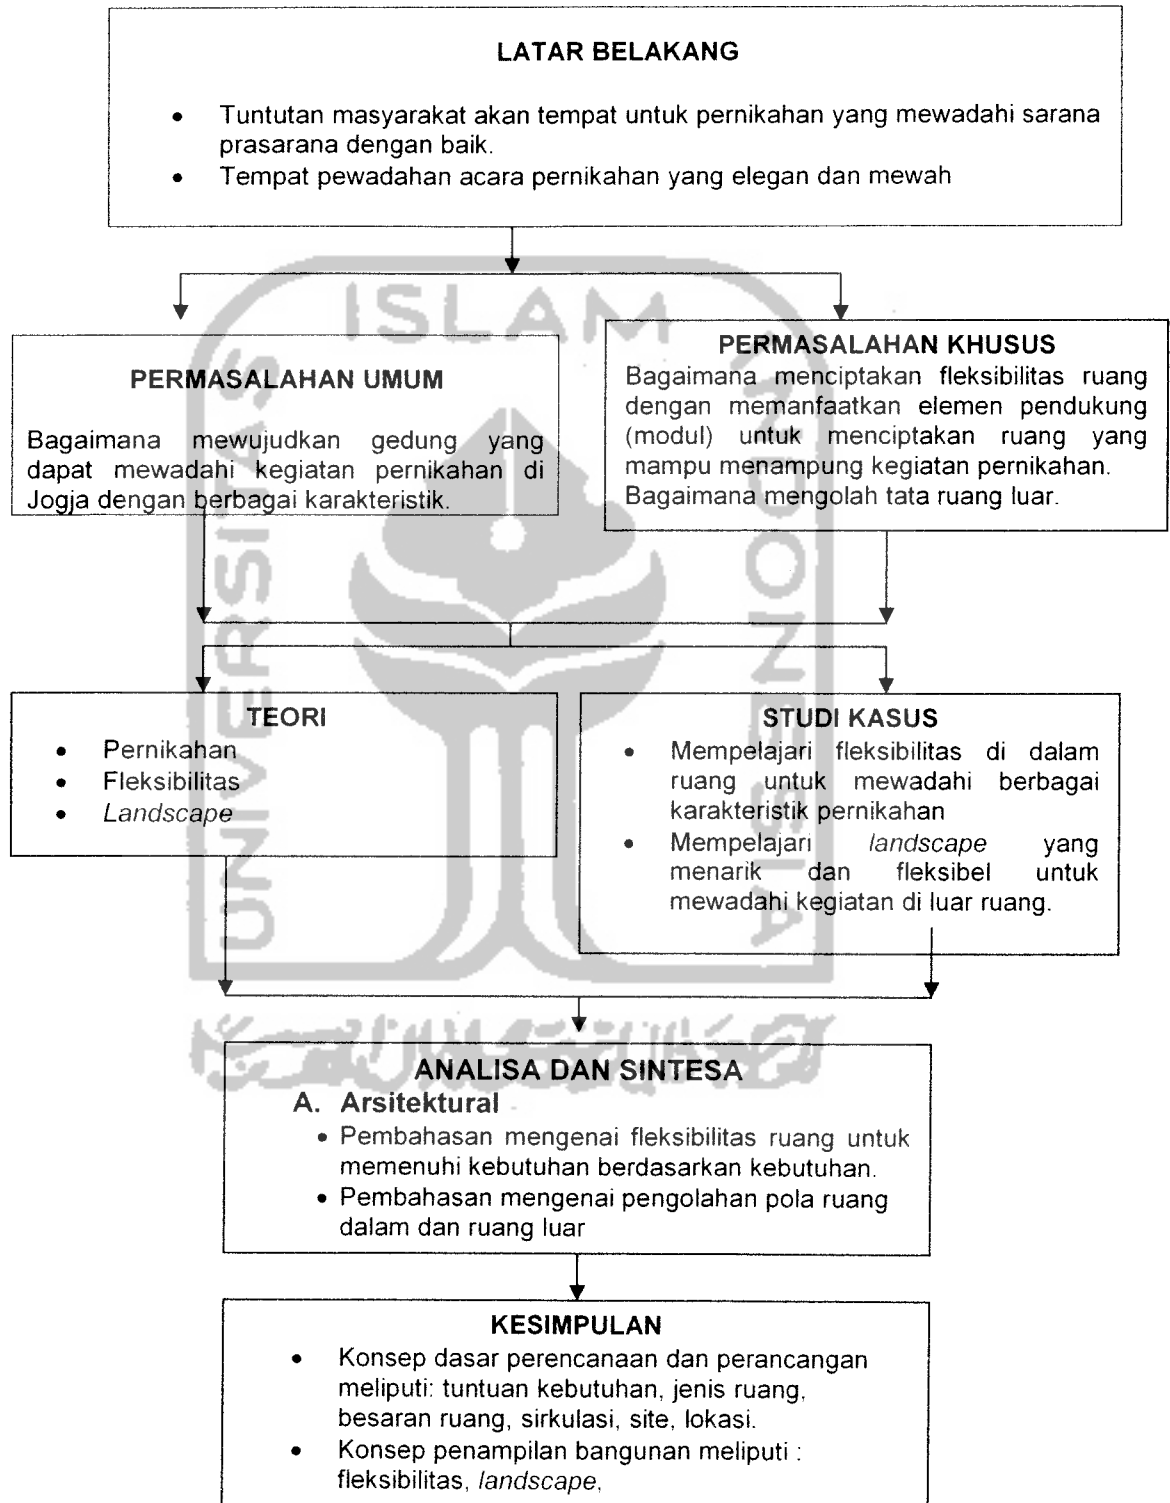 LATAR BELAKANG
• Tuntutan masyarakat akan tempat untuk pernikahan yang mewadahi sarana
prasarana dengan baik.
• Tempat pewadahan acara pernikahan yang elegan dan mewah
PERMASALAHAN UMUM
Bagaimana mewujudkan gedung yang
dapat mewadahi kegiatan pernikahan di
Jogja dengan berbagai karakteristik.
PERMASALAHAN KHUSUS
Bagaimana menciptakan fleksibilitas ruang
dengan memanfaatkan elemen pendukung
(modul) untuk menciptakan ruang yang
mampu menampung kegiatan pernikahan.
Bagaimana mengolah tata ruang luar.
TEORI
• Pernikahan
• Fleksibilitas
• Landscape
STUDI KASUS
• Mempelajari fleksibilitas di dalam
ruang untuk mewadahi berbagai
karakteristik pernikahan
• Mempelajari landscape yang
menarik dan fleksibel untuk
mewadahi kegiatan di luar ruang.
ANALISA DAN SINTESA
A. Arsitektural
• Pembahasan mengenai fleksibilitas ruang untuk
memenuhi kebutuhan berdasarkan kebutuhan.
• Pembahasan mengenai pengolahan pola ruang
dalam dan ruang luar
KESIMPULAN
• Konsep dasar perencanaan dan perancangan
meliputi: tuntuan kebutuhan, jenis ruang,
besaran ruang, sirkulasi, site, lokasi.
• Konsep penampilan bangunan meliputi :
fleksibilitas, landscape,
UNIVERSITAS
ISLAM
INDONESIA